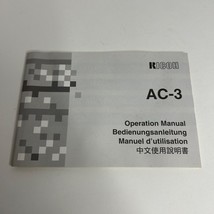 RICOH
AC-3
Operation Manual
Bedienungsanleitung
Manuel d'utilisation
中文使用說明書